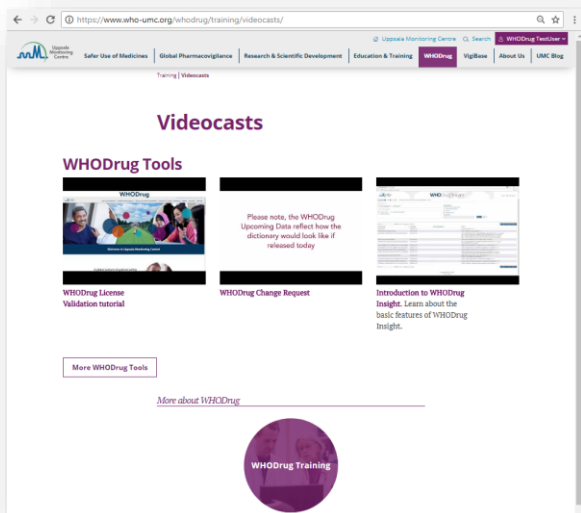 https://www.who-umc.org/whodrug/training/videocasts/
Uppsala Monitoring Centre Search WHODrug TestUser
Uppsala
Monitoring
Centre
Safer Use of Medicines Global Pharmacovigilance Research & Scientific Development Education & Training WHODrug VigiBase About Us UMC Blog
Training | Videocasts
Videocasts
WHODrug Tools
WHODrug
Please note, the WHODrug
Upcoming Data reflect how the
dictionary would look like if
released today
WHODrug License
Validation tutorial
WHODrug Change Request
Introduction to WHODrug
Insight. Learn about the
basic features of WHODrug
Insight.
More WHODrug Tools
More about WHODrug
WHODrug Training